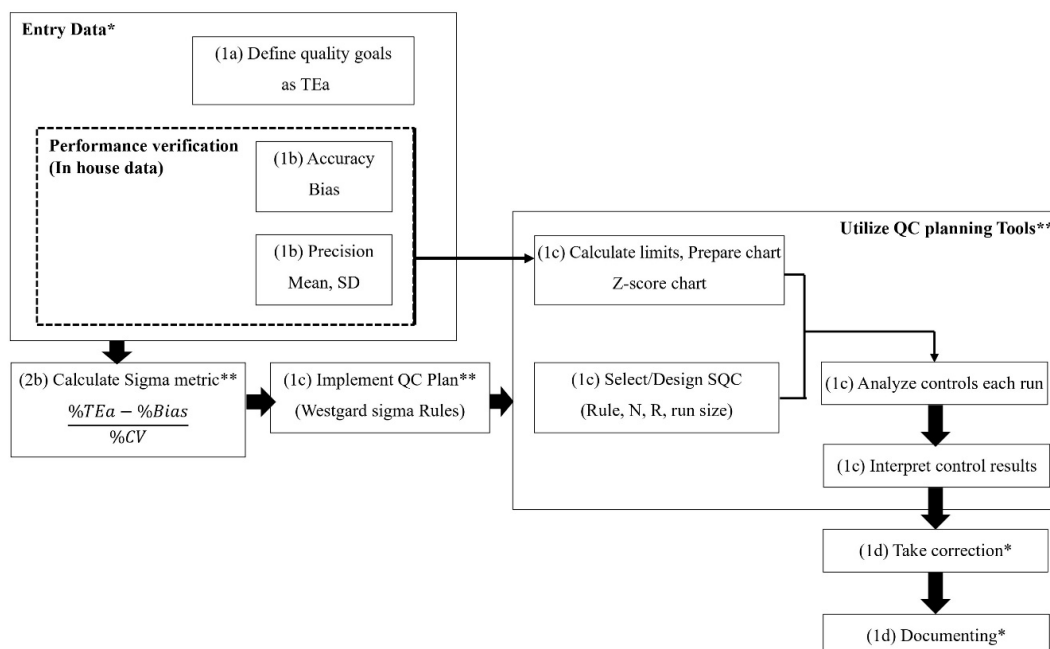 Entry Data*
(1a) Define quality goals
as TEa
Performance verification
(In house data)
(1b) Accuracy
Bias
(1b) Precision
Mean, SD
Utilize QC planning Tools**
(1c) Calculate limits, Prepare chart
Z-score chart
(2b) Calculate Sigma metric**
%TEa − %Bias
%CV
(1c) Implement QC Plan**
(Westgard sigma Rules)
(1c) Select/Design SQC
(Rule, N, R, run size)
(1c) Analyze controls each run
(1c) Interpret control results
(1d) Take correction*
(1d) Documenting*